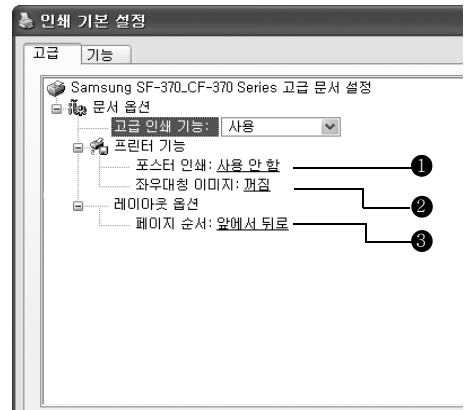 인쇄 기본 설정
고급 기능
Samsung SF-370_CF-370 Series 고급 문서 설정
문서 옵션
고급 인쇄 기능: 사용
프린터 기능
포스터 인쇄: 사용 안 함 ❶
좌우대칭 이미지: 꺼짐 ❷
레이아웃 옵션
페이지 순서: 앞에서 뒤로 ❸